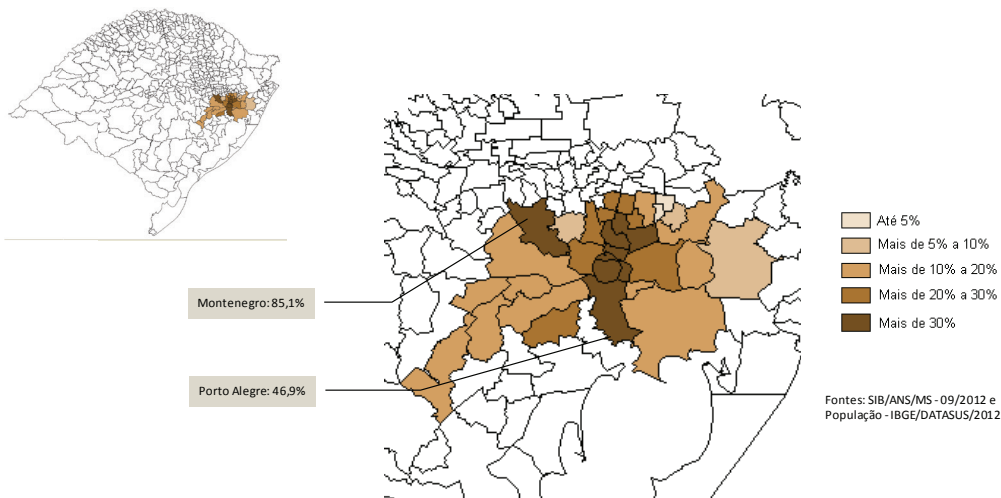 Até 5%
Mais de 5% a 10%
Mais de 10% a 20%
Mais de 20% a 30%
Mais de 30%
Montenegro: 85,1%
Porto Alegre: 46,9%
Fontes: SIB/ANS/MS - 09/2012 e
População - IBGE/DATASUS/2012